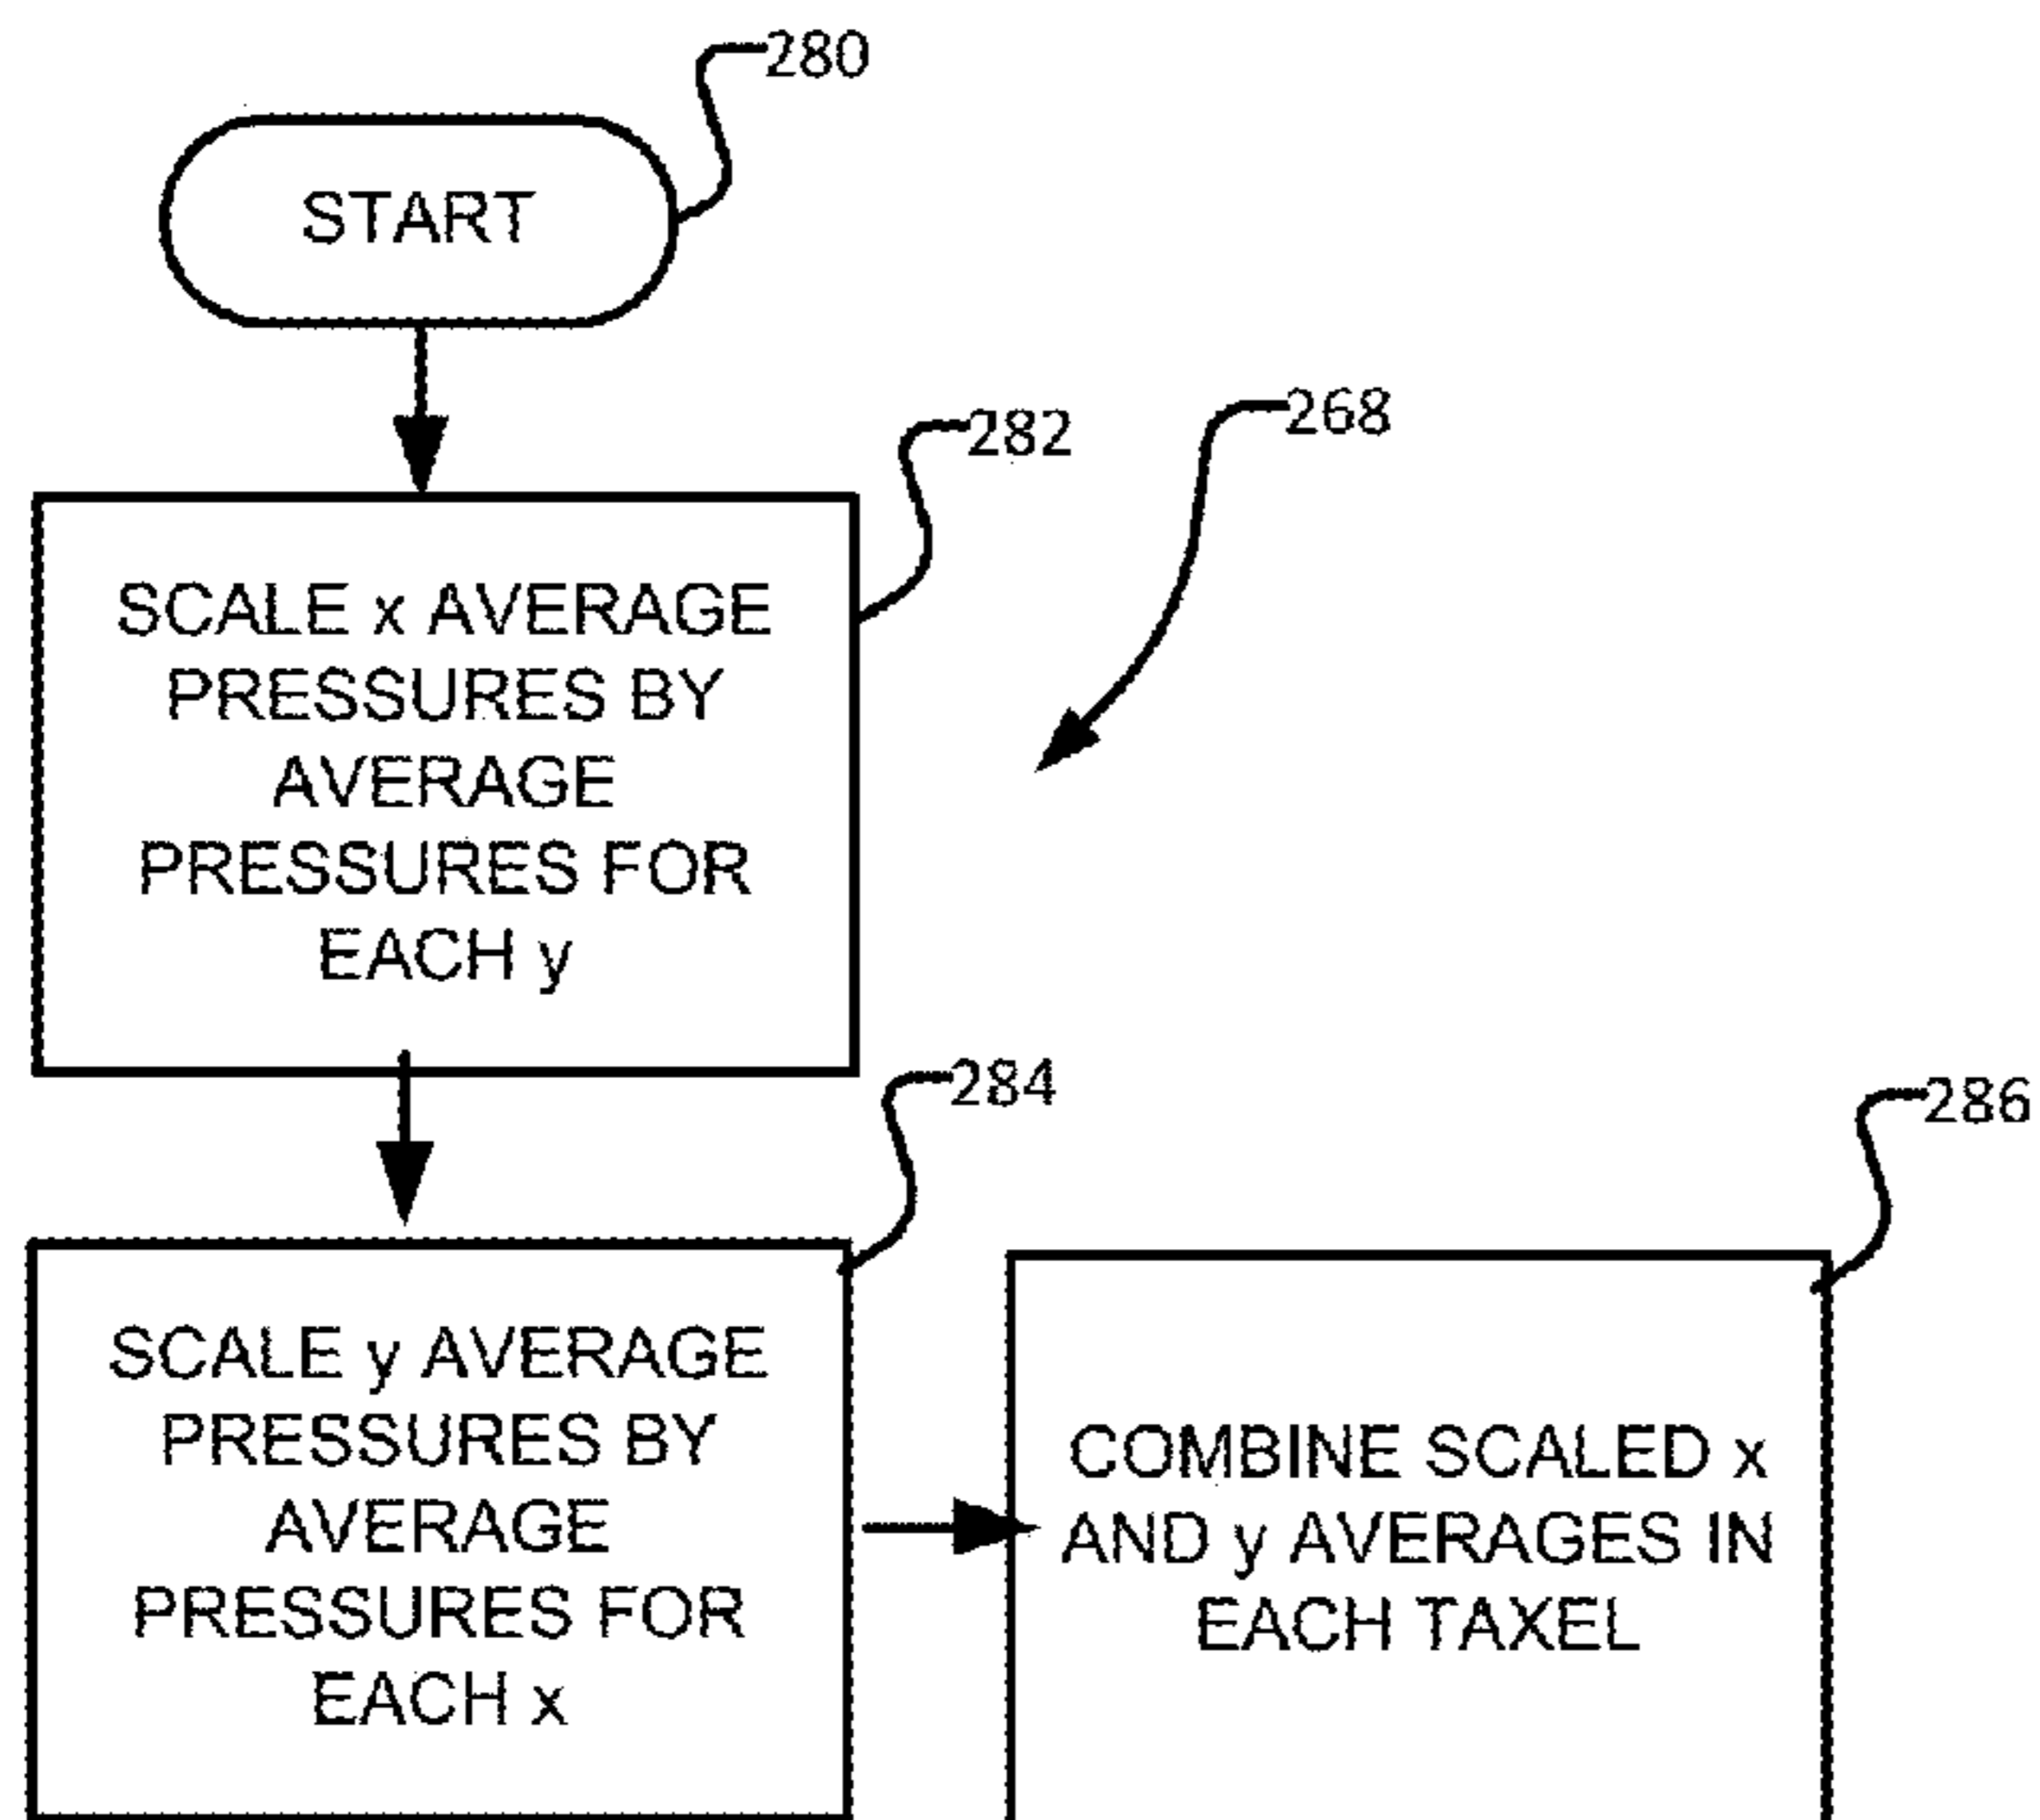 280
START
282
268
SCALE x AVERAGE
PRESSURES BY
AVERAGE
PRESSURES FOR
EACH y
284
286
SCALE y AVERAGE
PRESSURES BY
AVERAGE
PRESSURES FOR
EACH x
COMBINE SCALED x
AND y AVERAGES IN
EACH TAXEL